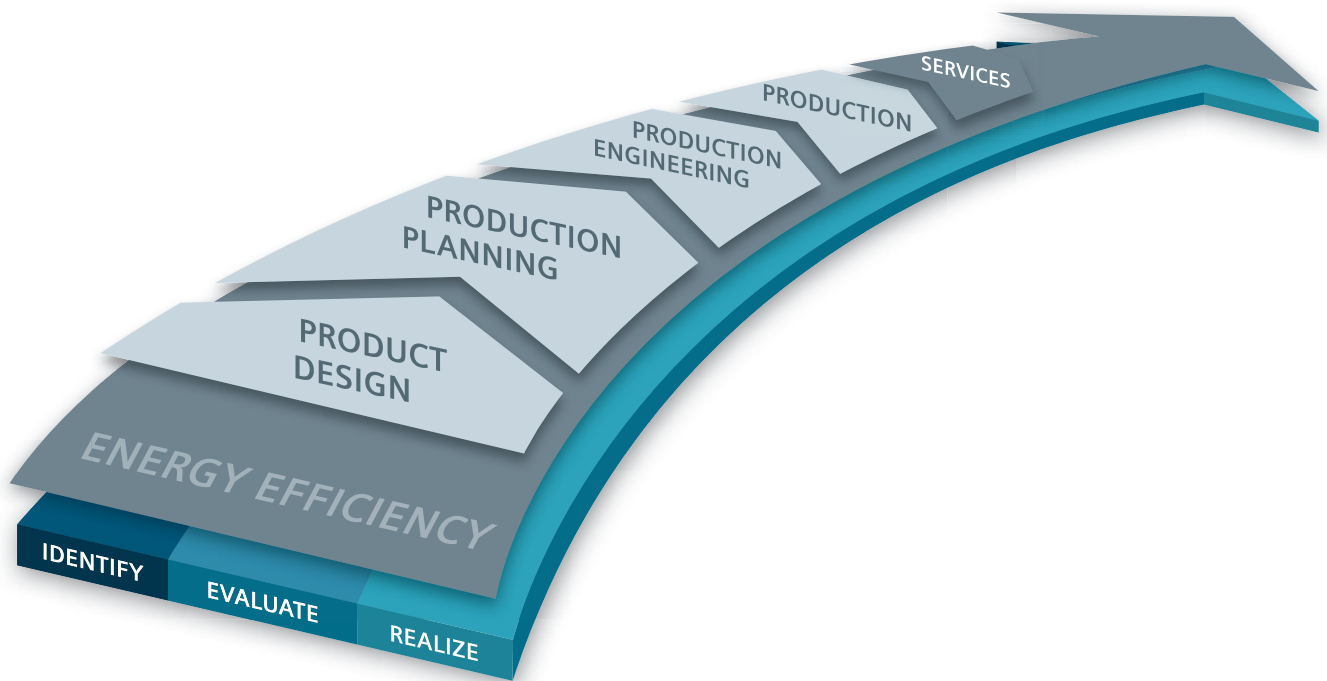 SERVICES
PRODUCTION
PRODUCTION
ENGINEERING
PRODUCTION
PLANNING
PRODUCT
DESIGN
ENERGY EFFICIENCY
IDENTIFY
EVALUATE
REALIZE